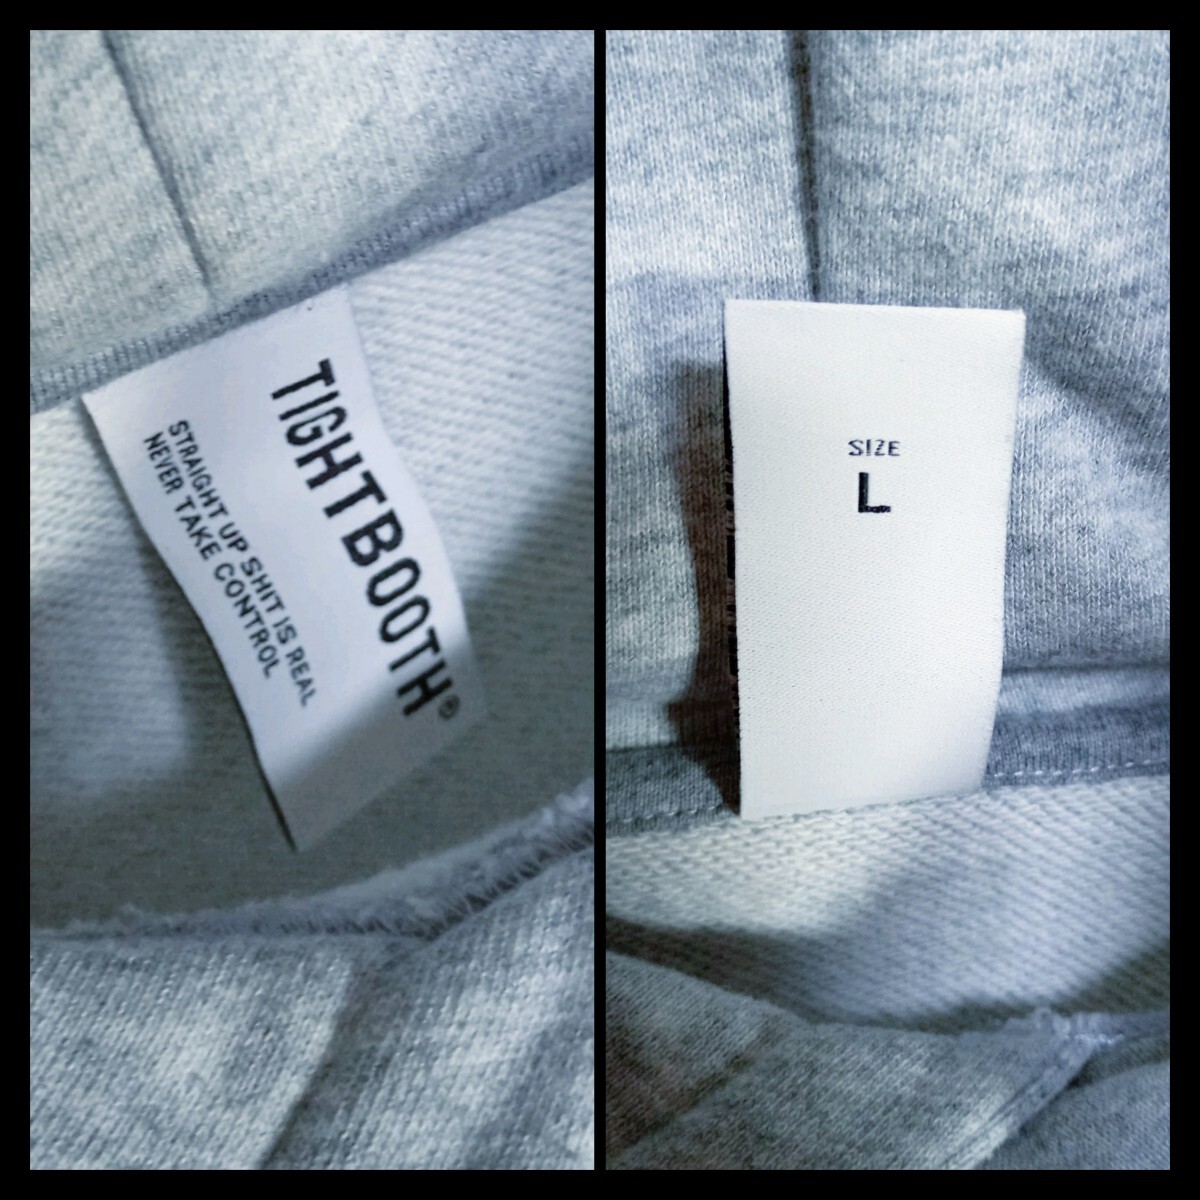 TIGHTBOOTH®
STRAIGHT UP SHIT IS REAL
NEVER TAKE CONTROL
SIZE
L